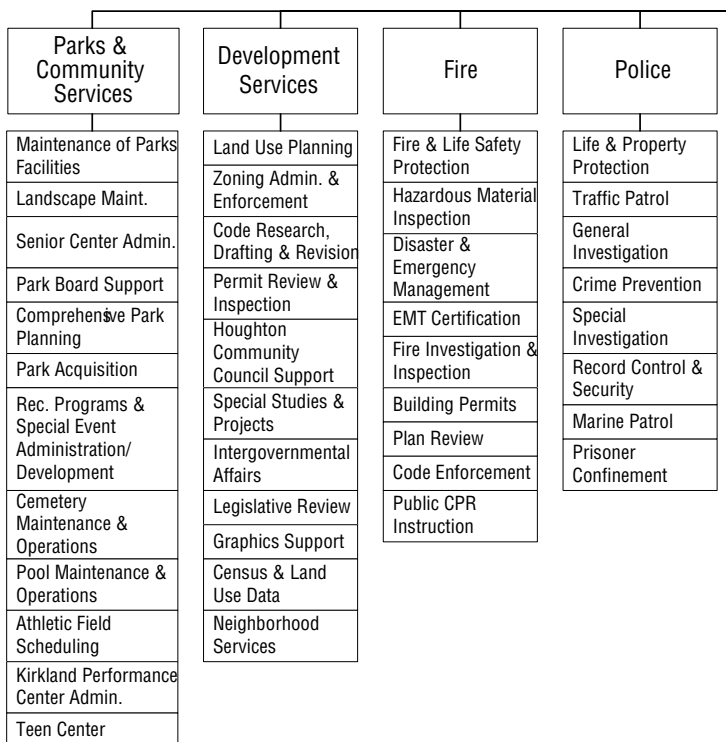 Parks &
Community
Services
Maintenance of Parks
Facilities
Landscape Maint.
Senior Center Admin.
Park Board Support
Comprehensive Park
Planning
Park Acquisition
Rec. Programs &
Special Event
Administration/
Development
Cemetery
Maintenance &
Operations
Pool Maintenance &
Operations
Athletic Field
Scheduling
Kirkland Performance
Center Admin.
Teen Center
Development
Services
Land Use Planning
Zoning Admin. &
Enforcement
Code Research,
Drafting & Revision
Permit Review &
Inspection
Houghton
Community
Council Support
Special Studies &
Projects
Intergovernmental
Affairs
Legislative Review
Graphics Support
Census & Land
Use Data
Neighborhood
Services
Fire
Fire & Life Safety
Protection
Hazardous Material
Inspection
Disaster &
Emergency
Management
EMT Certification
Fire Investigation &
Inspection
Building Permits
Plan Review
Code Enforcement
Public CPR
Instruction
Police
Life & Property
Protection
Traffic Patrol
General
Investigation
Crime Prevention
Special
Investigation
Record Control &
Security
Marine Patrol
Prisoner
Confinement